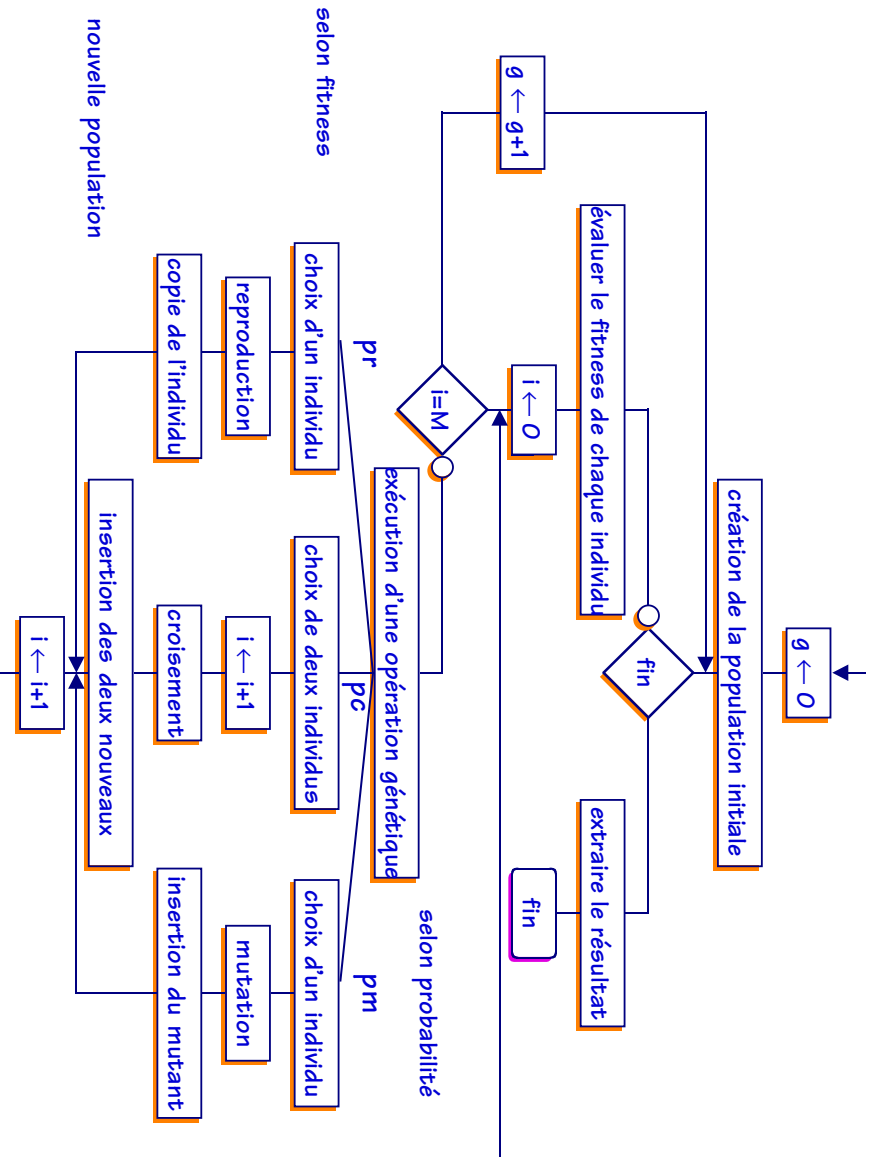 g ← 0
création de la population initiale
fin
extraire le résultat
fin
évaluer le fitness de chaque individu
i ← 0
g ← g+1
i=M
selon probabilité
exécution d'une opération génétique
pr
pc
pm
selon fitness
choix d'un individu
choix de deux individus
choix d'un individu
reproduction
i ← i+1
mutation
copie de l'individu
croisement
insertion du mutant
nouvelle population
insertion des deux nouveaux
i ← i+1